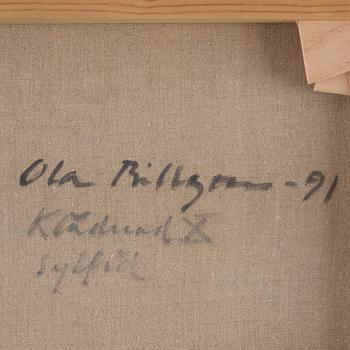 Ola Billgren -91
Klädnad X
Sylfid